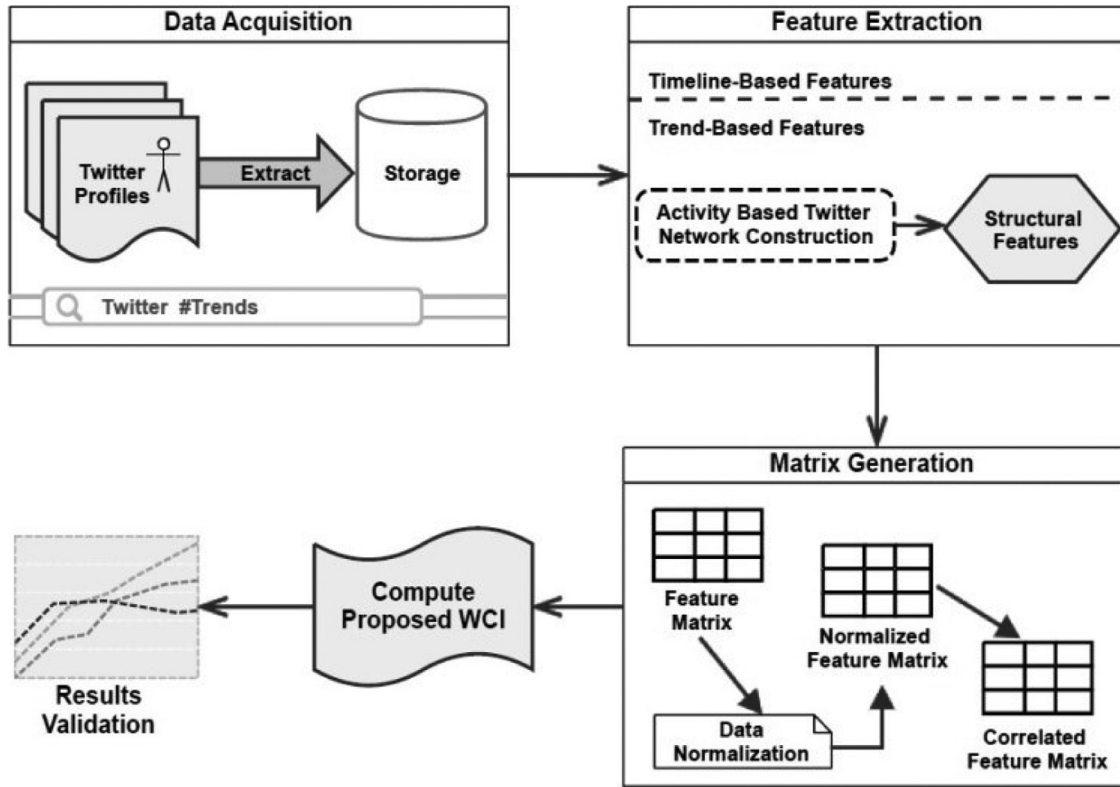 Data Acquisition
Twitter
Profiles
Extract
Storage
Twitter #Trends
Feature Extraction
Timeline-Based Features
Trend-Based Features
Activity Based Twitter
Network Construction
Structural
Features
Matrix Generation
Feature
Matrix
Data
Normalization
Normalized
Feature Matrix
Correlated
Feature Matrix
Compute
Proposed WCI
Results
Validation